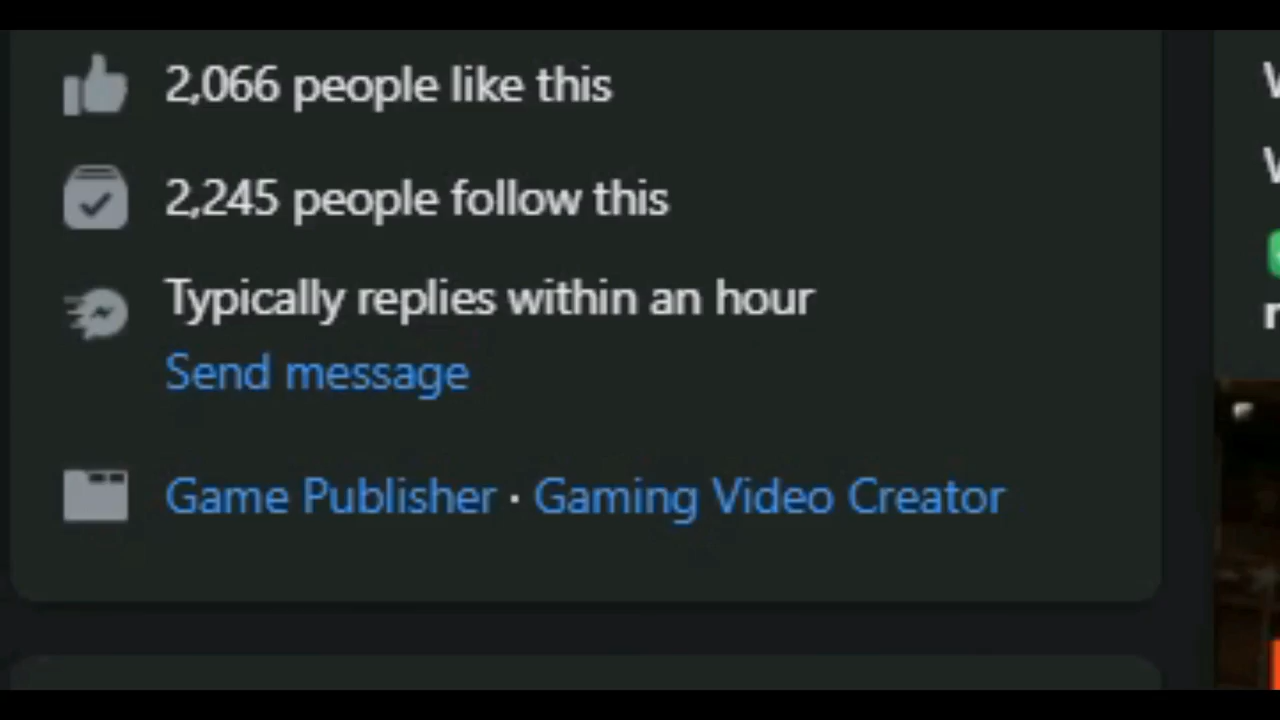 2,066 people like this
2,245 people follow this
Typically replies within an hour
Send message
Game Publisher · Gaming Video Creator